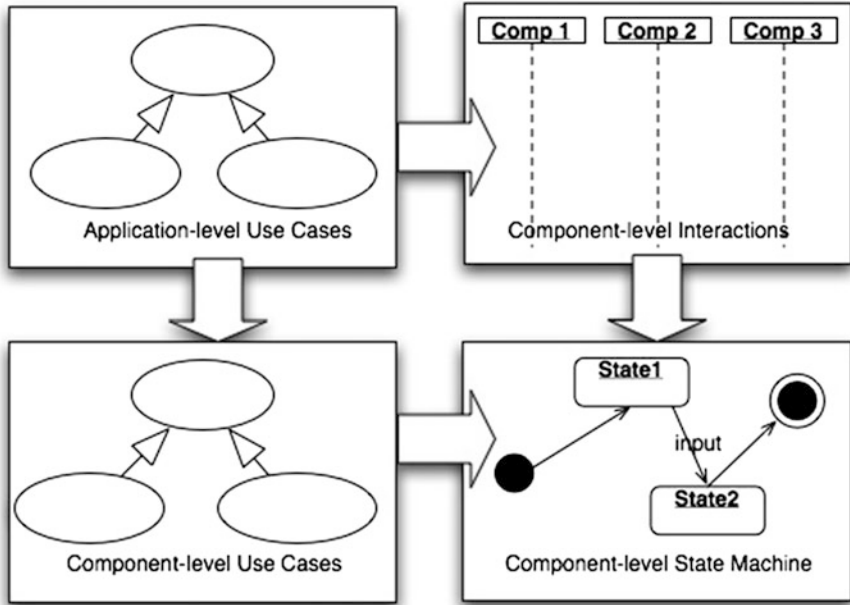 Comp 1
Comp 2
Comp 3
Application-level Use Cases
Component-level Interactions
State1
input
State2
Component-level Use Cases
Component-level State Machine